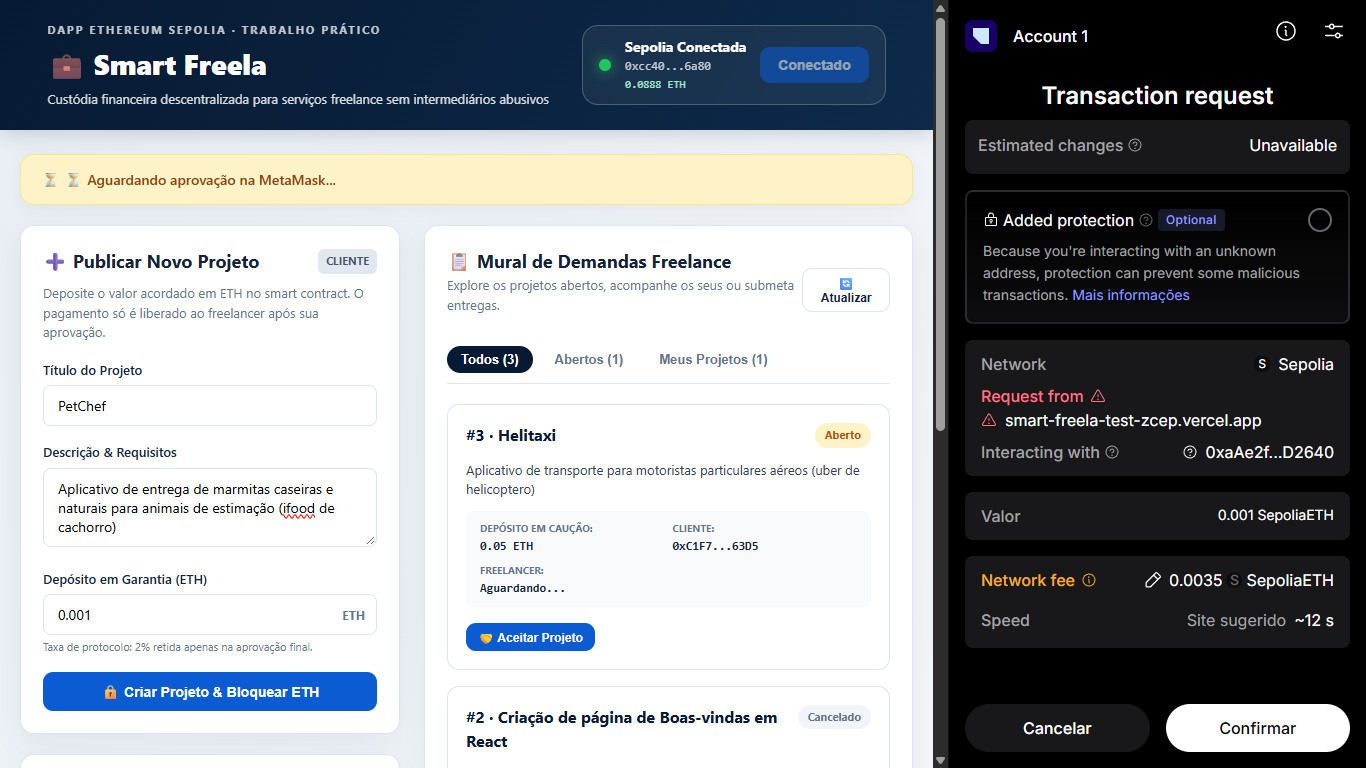 DAPP ETHEREUM SEPOLIA · TRABALHO PRÁTICO
💼 Smart Freela
Custódia financeira descentralizada para serviços freelance sem intermediários abusivos
Sepolia Conectada
0xcc40...6a80
0.0888 ETH
Conectado
⏳ ⏳ Aguardando aprovação na MetaMask...
➕ Publicar Novo Projeto
CLIENTE
Deposite o valor acordado em ETH no smart contract. O
pagamento só é liberado ao freelancer após sua
aprovação.
Título do Projeto
PetChef
Descrição & Requisitos
Aplicativo de entrega de marmitas caseiras e
naturais para animais de estimação (ifood de
cachorro)
Depósito em Garantia (ETH)
0.001
ETH
Taxa de protocolo: 2% retida apenas na aprovação final.
🔒 Criar Projeto & Bloquear ETH
📋 Mural de Demandas Freelance
Explore os projetos abertos, acompanhe os seus ou submeta
entregas.
🔄
Atualizar
Todos (3)
Abertos (1)
Meus Projetos (1)
#3 · Helitaxi
Aberto
Aplicativo de transporte para motoristas particulares aéreos (uber de
helicoptero)
DEPÓSITO EM CAUÇÃO:
0.05 ETH
CLIENTE:
0xC1F7...63D5
FREELANCER:
Aguardando...
🤝 Aceitar Projeto
#2 · Criação de página de Boas-vindas em
React
Cancelado
Account 1
Transaction request
Estimated changes
Unavailable
Added protection
Optional
Because you're interacting with an unknown
address, protection can prevent some malicious
transactions. Mais informações
Network
S Sepolia
Request from
smart-freela-test-zcep.vercel.app
Interacting with
0xaAe2f...D2640
Valor
0.001 SepoliaETH
Network fee
0.0035 S SepoliaETH
Speed
Site sugerido ~12 s
Cancelar
Confirmar